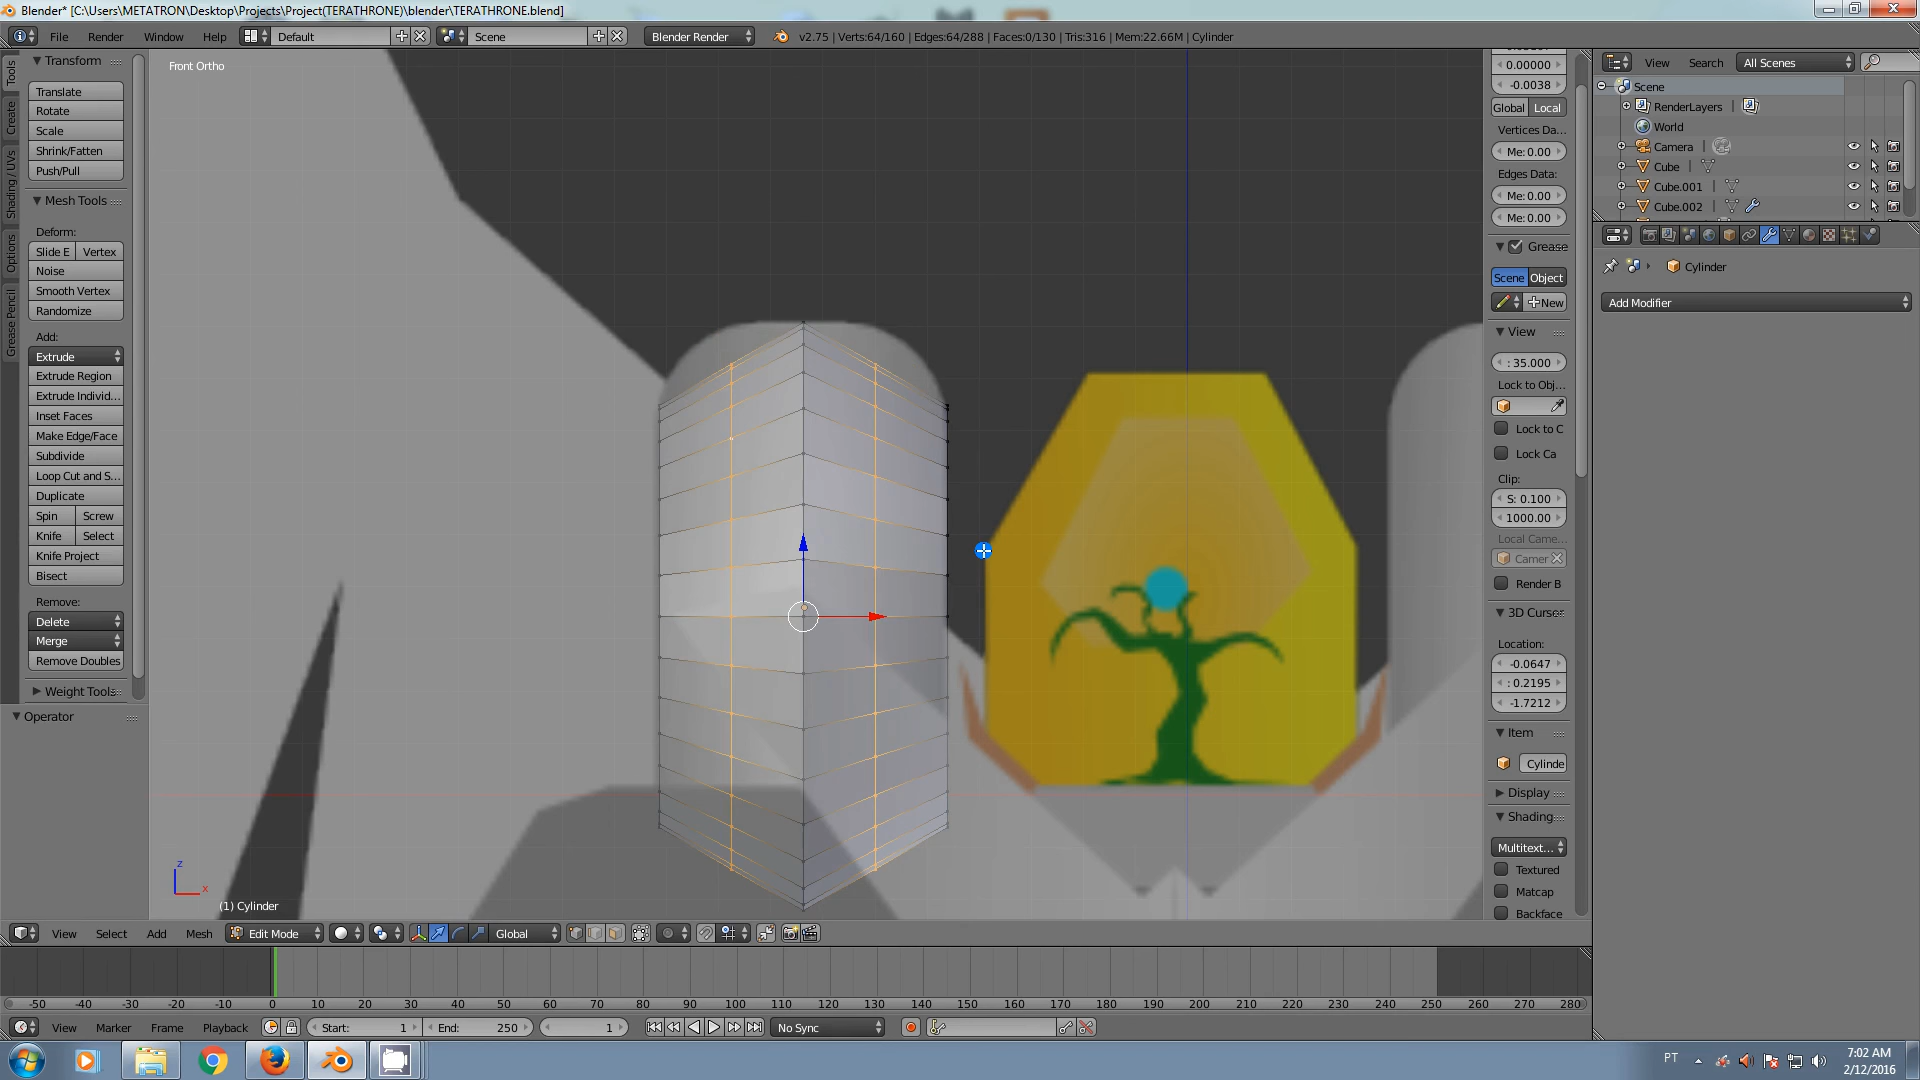 Blender* [C:\Users\METATRON\Desktop\Projects\Project(TERATHRONE)\blender\TERATHRONE.blend]
File Render Window Help Default Scene Blender Render v2.75 | Verts:64/160 | Edges:64/288 | Faces:0/130 | Tris:316 | Mem:22.66M | Cylinder
Tools
Create
Shading / UVs
Options
Grease Pencil
Transform
Translate
Rotate
Scale
Shrink/Fatten
Push/Pull
Mesh Tools
Deform:
Slide E Vertex
Noise
Smooth Vertex
Randomize
Add:
Extrude
Extrude Region
Extrude Individ...
Inset Faces
Make Edge/Face
Subdivide
Loop Cut and S...
Duplicate
Spin Screw
Knife Select
Knife Project
Bisect
Remove:
Delete
Merge
Remove Doubles
Weight Tools
Operator
Front Ortho
z
x
(1) Cylinder
0.00000
-0.0038
Global Local
Vertices Da...
Me: 0.00
Edges Data:
Me: 0.00
Me: 0.00
Grease
Scene Object
New
View
: 35.000
Lock to Obj...
Lock to C
Lock Ca
Clip:
S: 0.100
1000.00
Local Came...
Camer
Render B
3D Curso
Location:
-0.0647
: 0.2195
-1.7212
Item
Cylinde
Display
Shading
Multitext...
Textured
Matcap
Backface
View Search All Scenes
Scene
RenderLayers |
World
Camera |
Cube |
Cube.001 |
Cube.002 |
Cylinder
Add Modifier
View Select Add Mesh Edit Mode Global
-50 -40 -30 -20 -10 0 10 20 30 40 50 60 70 80 90 100 110 120 130 140 150 160 170 180 190 200 210 220 230 240 250 260 270 280
View Marker Frame Playback Start: 1 End: 250 1 No Sync
PT
7:02 AM
2/12/2016